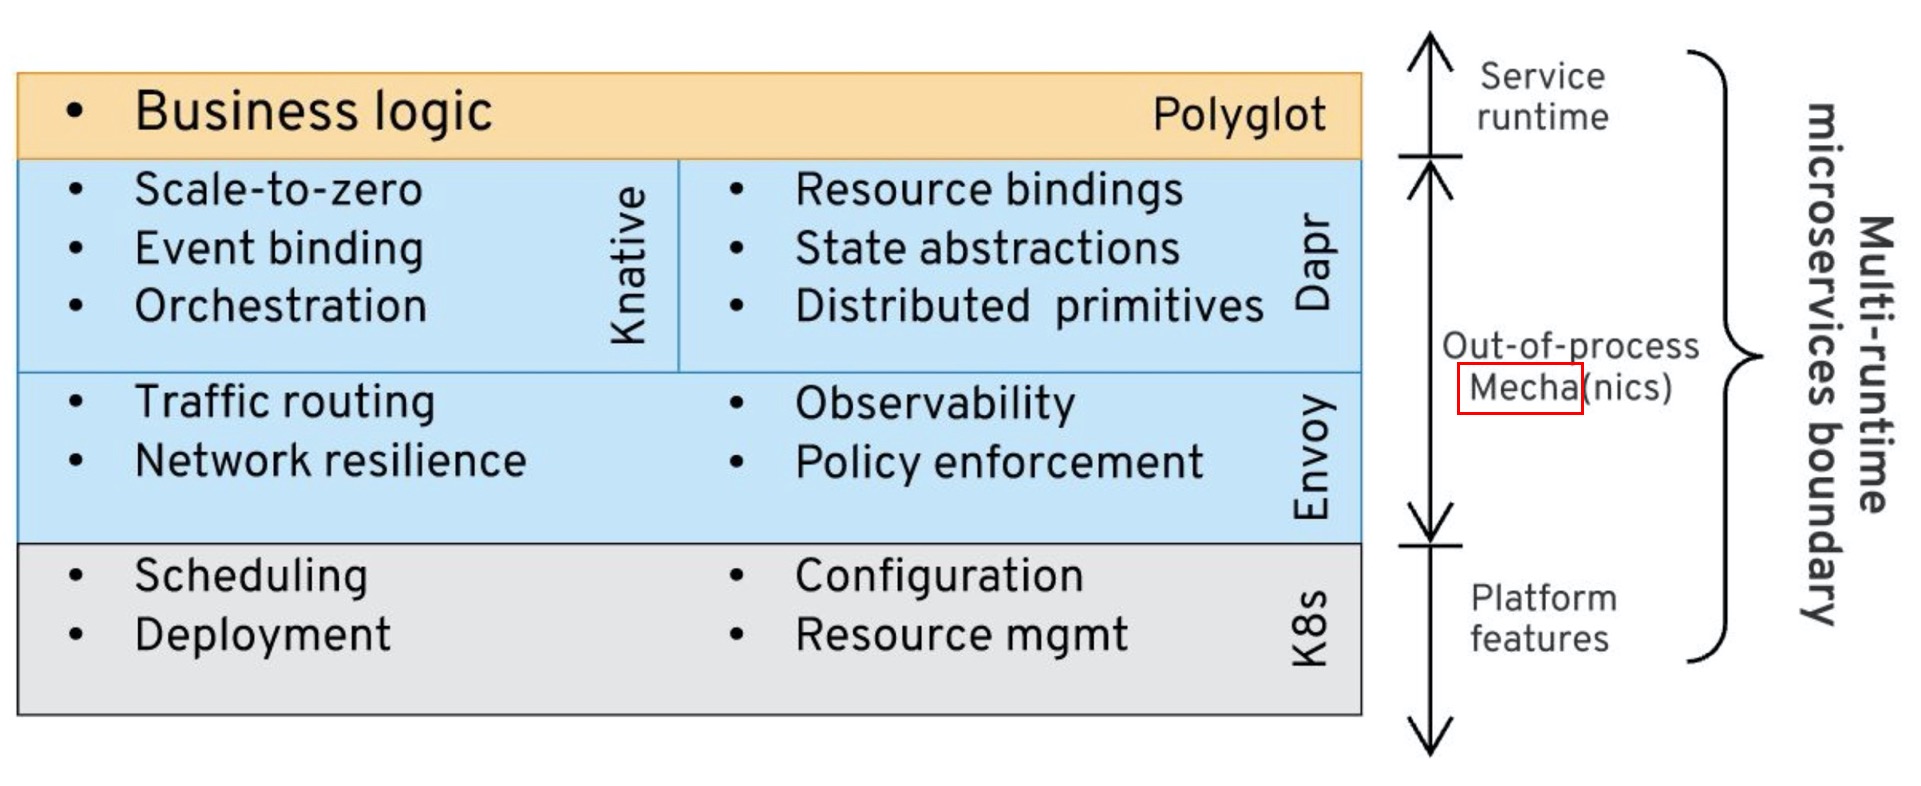 • Business logic
Polyglot
• Scale-to-zero
• Event binding
• Orchestration
Knative
• Resource bindings
• State abstractions
• Distributed primitives
Dapr
• Traffic routing
• Network resilience
• Observability
• Policy enforcement
Envoy
• Scheduling
• Deployment
• Configuration
• Resource mgmt
K8s
Service
runtime
Out-of-process
Mecha(nics)
Platform
features
Multi-runtime
microservices boundary